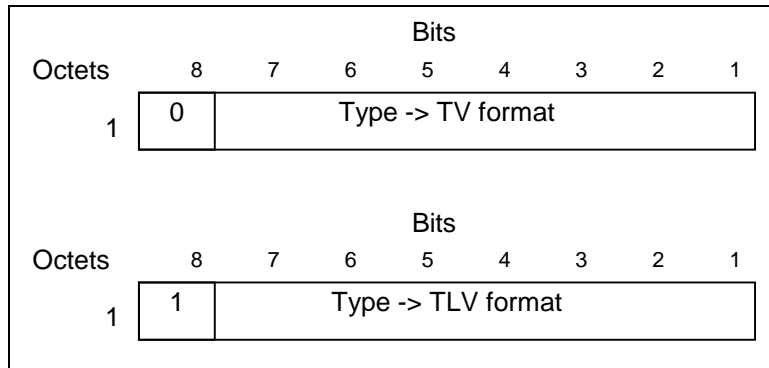 Bits
Octets 8 7 6 5 4 3 2 1
1 0 Type -> TV format
Bits
Octets 8 7 6 5 4 3 2 1
1 1 Type -> TLV format